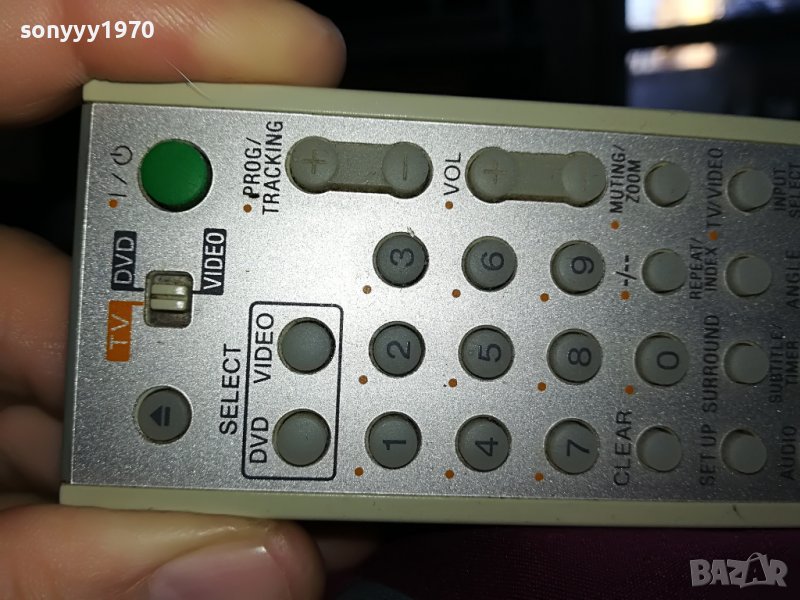 sonyyy1970
I / ⏻
TV
DVD
VIDEO
SELECT
DVD
VIDEO
PROG/
TRACKING
+
-
VOL
+
-
1
2
3
4
5
6
7
8
9
CLEAR
0
-/--
MUTING/
ZOOM
SET UP
SURROUND
REPEAT/
INDEX
TV/VIDEO
AUDIO
SUBTITLE/
TIMER
ANGLE
INPUT
SELECT
BAZAR